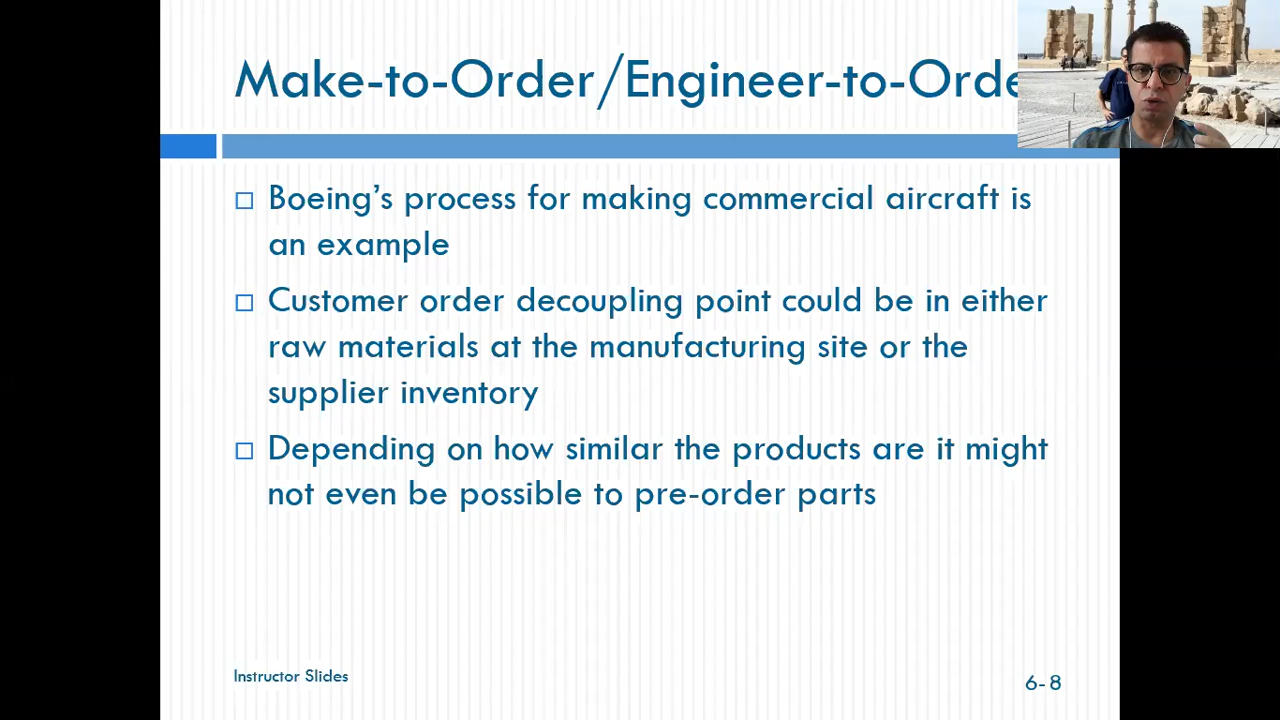 Make-to-Order/Engineer-to-Orde
Boeing’s process for making commercial aircraft is
an example
Customer order decoupling point could be in either
raw materials at the manufacturing site or the
supplier inventory
Depending on how similar the products are it might
not even be possible to pre-order parts
Instructor Slides
6-8